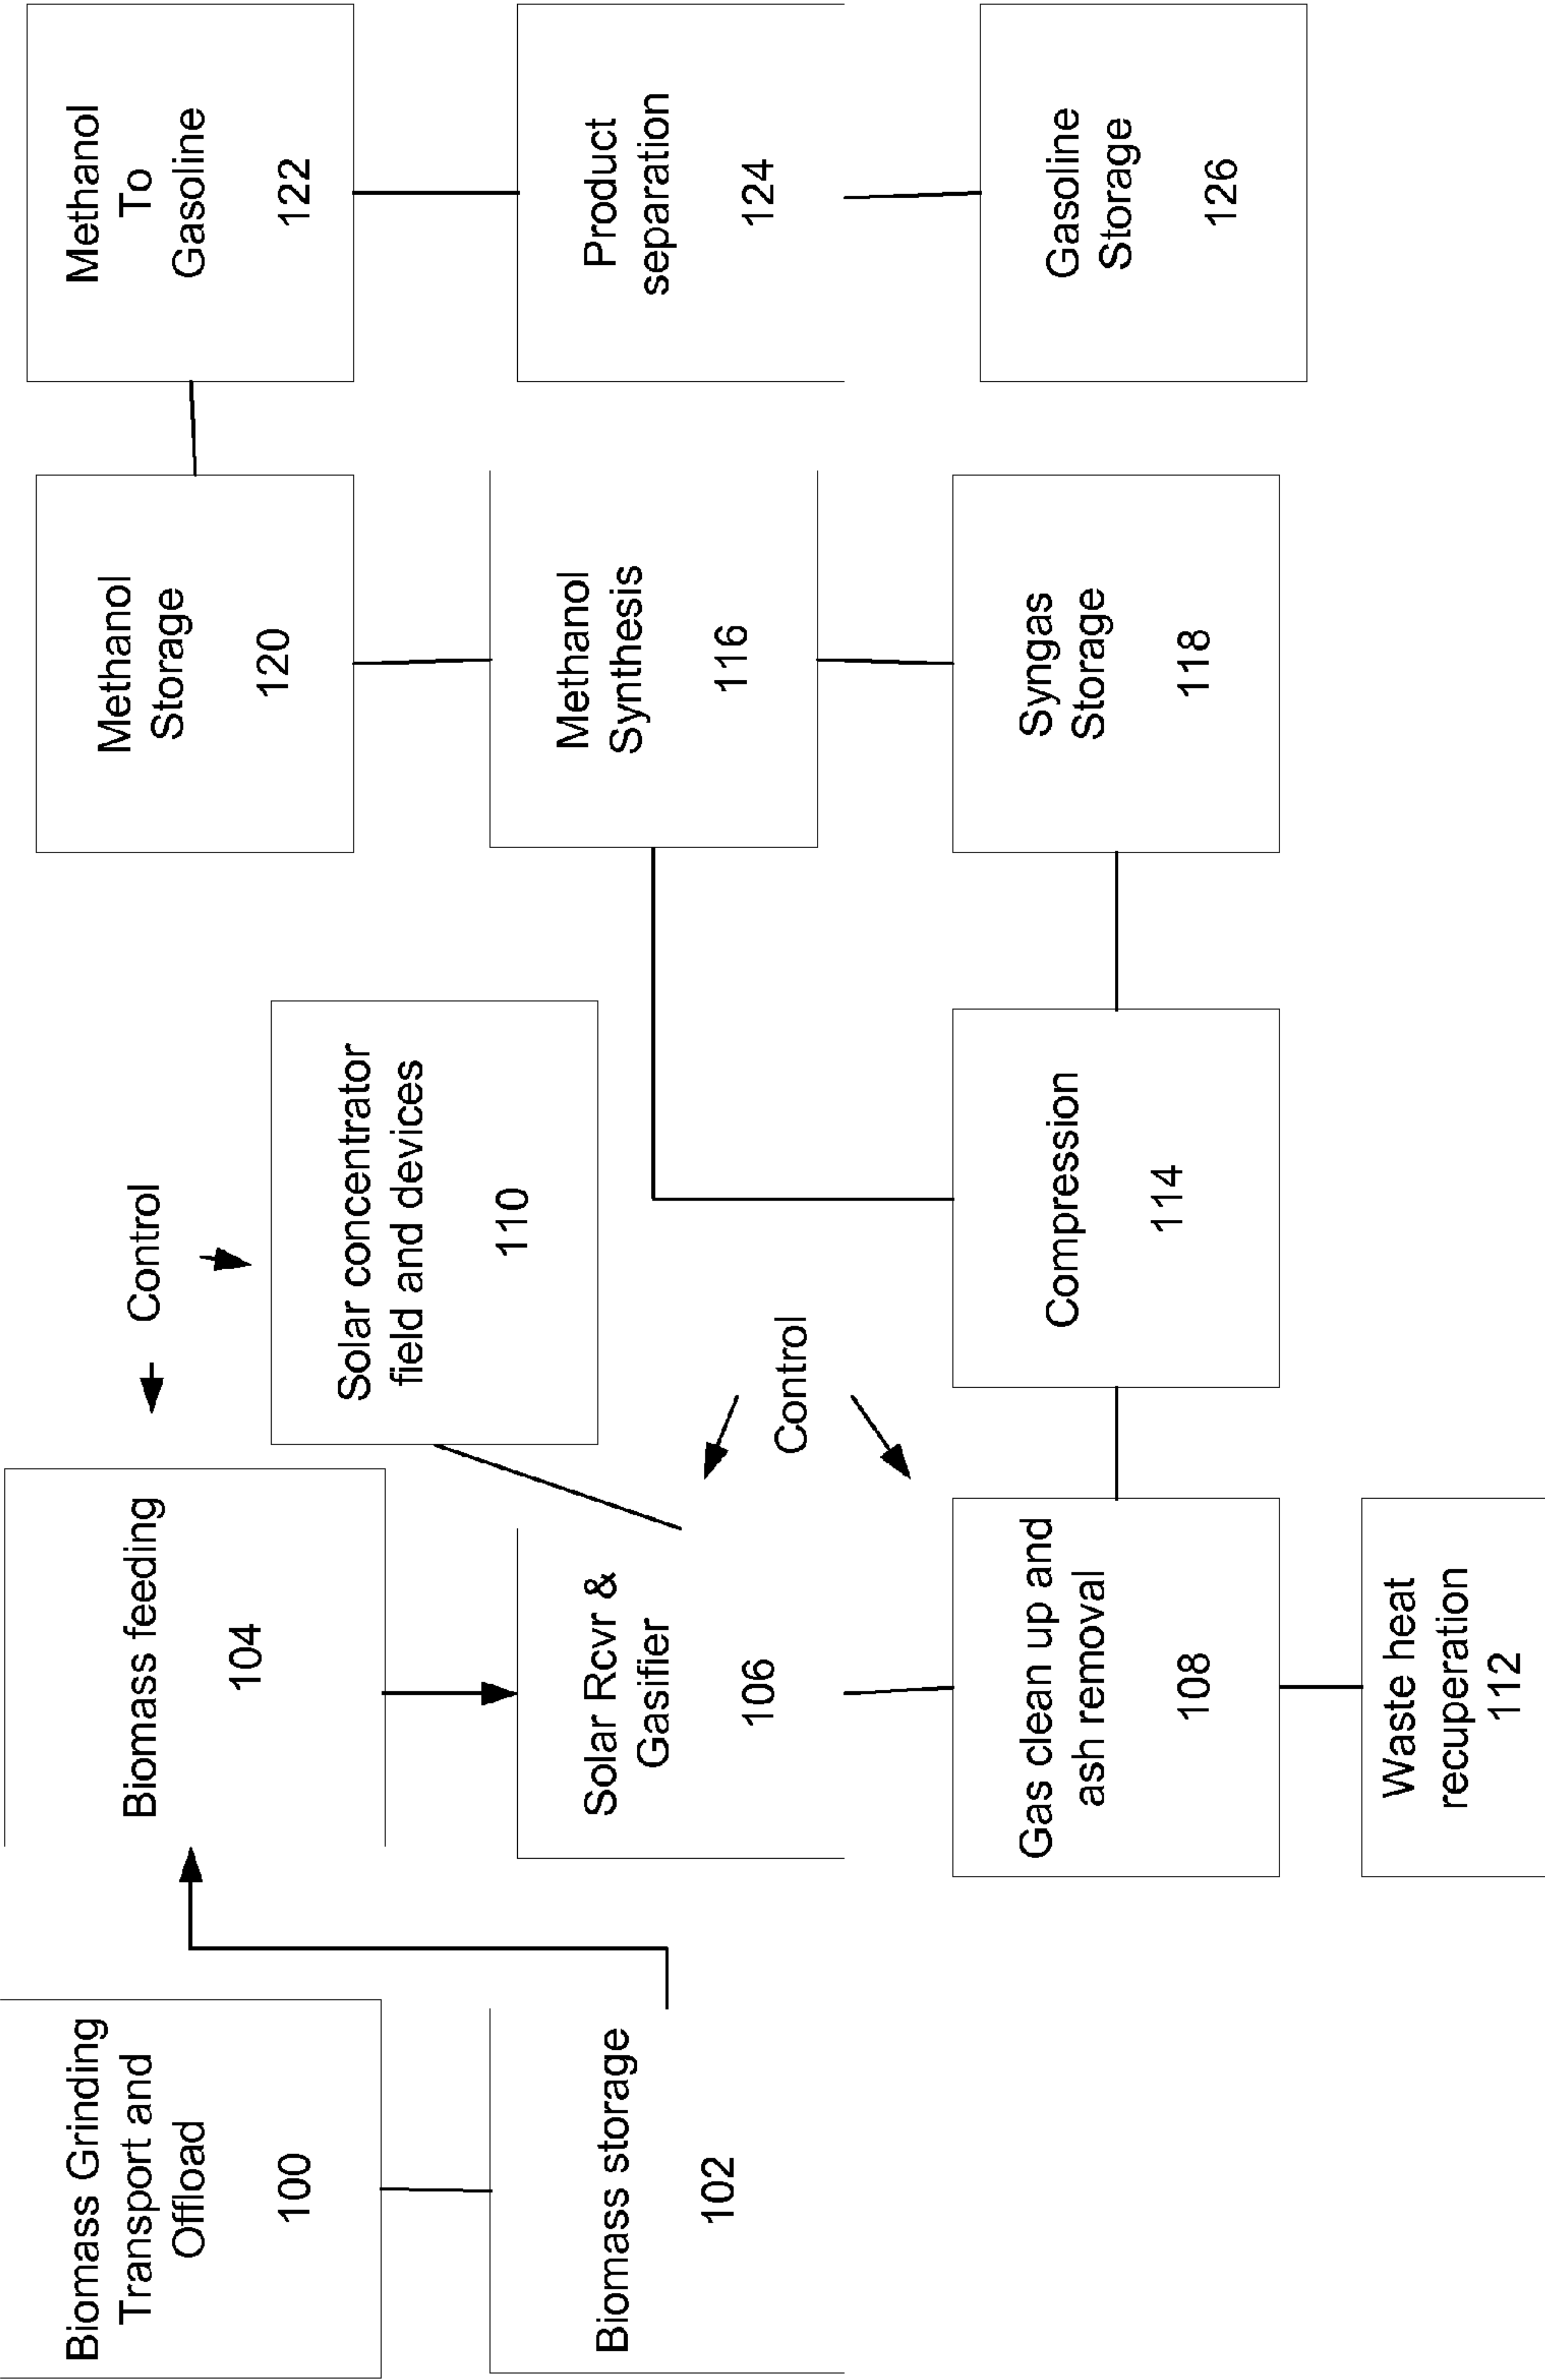 Biomass Grinding
Transport and
Offload
100
Biomass storage
102
Biomass feeding
104
Solar Rcvr &
Gasifier
106
Gas clean up and
ash removal
108
Waste heat
recuperation
112
Control
Solar concentrator
field and devices
110
Control
Compression
114
Methanol
Storage
120
Methanol
Synthesis
116
Syngas
Storage
118
Methanol
To
Gasoline
122
Product
separation
124
Gasoline
Storage
126